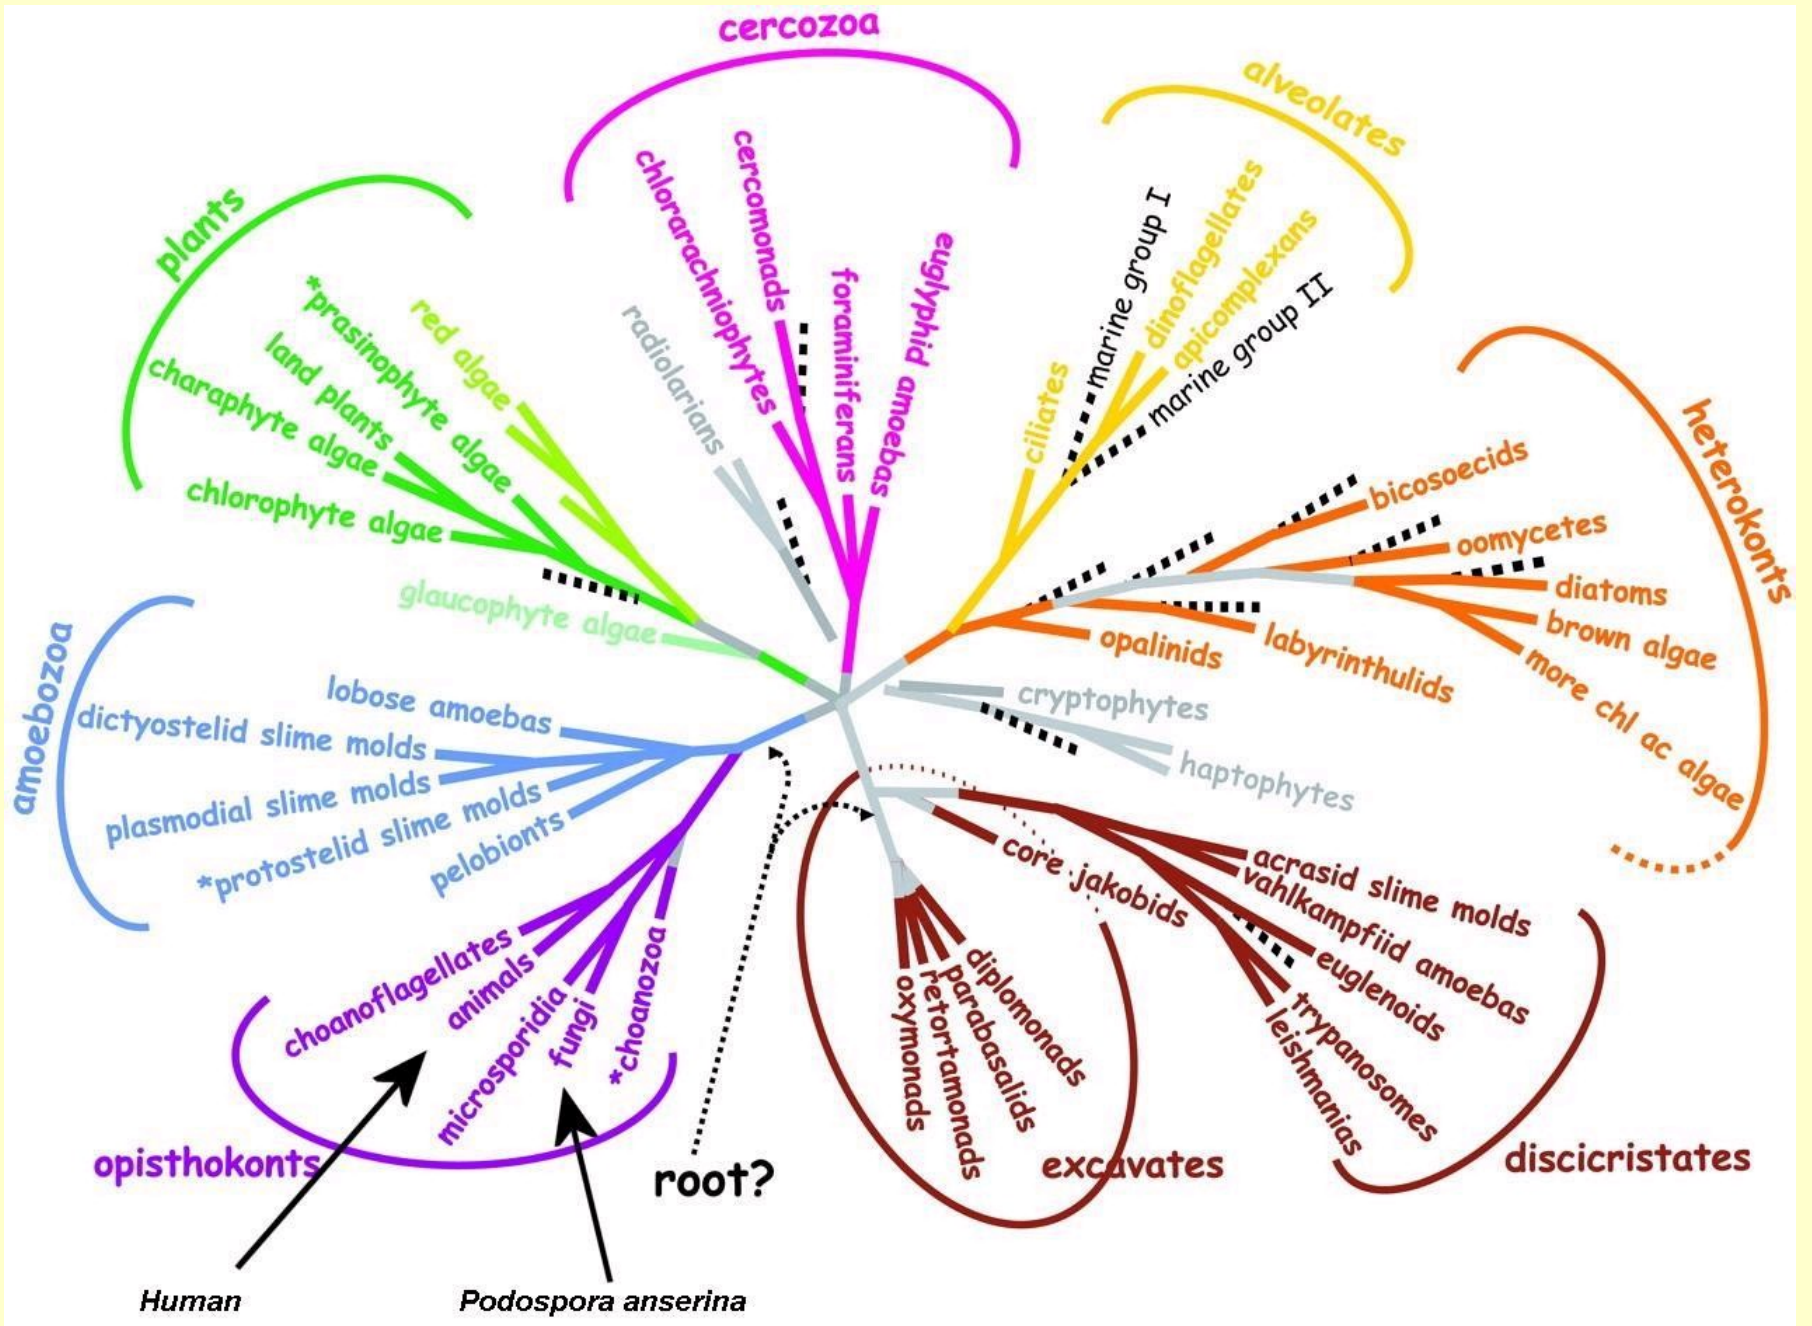 cercozoa
alveolates
plants
heterokonts
amoebozoa
opisthokonts
excavates
discicristates
chlorarachniophytes
cercomonads
foraminiferans
euglyphid amoebas
radiolarians
red algae
*prasinophyte algae
land plants
charaphyte algae
chlorophyte algae
glaucophyte algae
ciliates
marine group I
dinoflagellates
apicomplexans
marine group II
bicosoecids
oomycetes
diatoms
brown algae
more chl ac algae
labyrinthulids
opalinids
cryptophytes
haptophytes
lobose amoebas
dictyostelid slime molds
plasmodial slime molds
*protostelid slime molds
pelobionts
choanoflagellates
animals
microsporidia
fungi
*choanozoa
root?
core jakobids
acrasid slime molds
vahlkampfiid amoebas
euglenoids
trypanosomes
leishmanias
diplomonads
parabasalids
retortamonads
oxymonads
Human
Podospora anserina